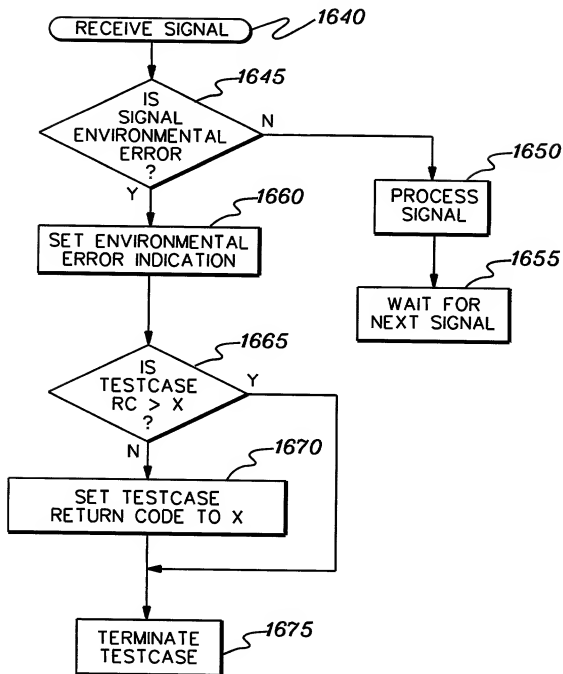 RECEIVE SIGNAL
1640
1645
IS
SIGNAL
ENVIRONMENTAL
ERROR
?
N
Y
1650
PROCESS
SIGNAL
1655
WAIT FOR
NEXT SIGNAL
1660
SET ENVIRONMENTAL
ERROR INDICATION
1665
IS
TESTCASE
RC > X
?
Y
N
1670
SET TESTCASE
RETURN CODE TO X
TERMINATE
TESTCASE
1675